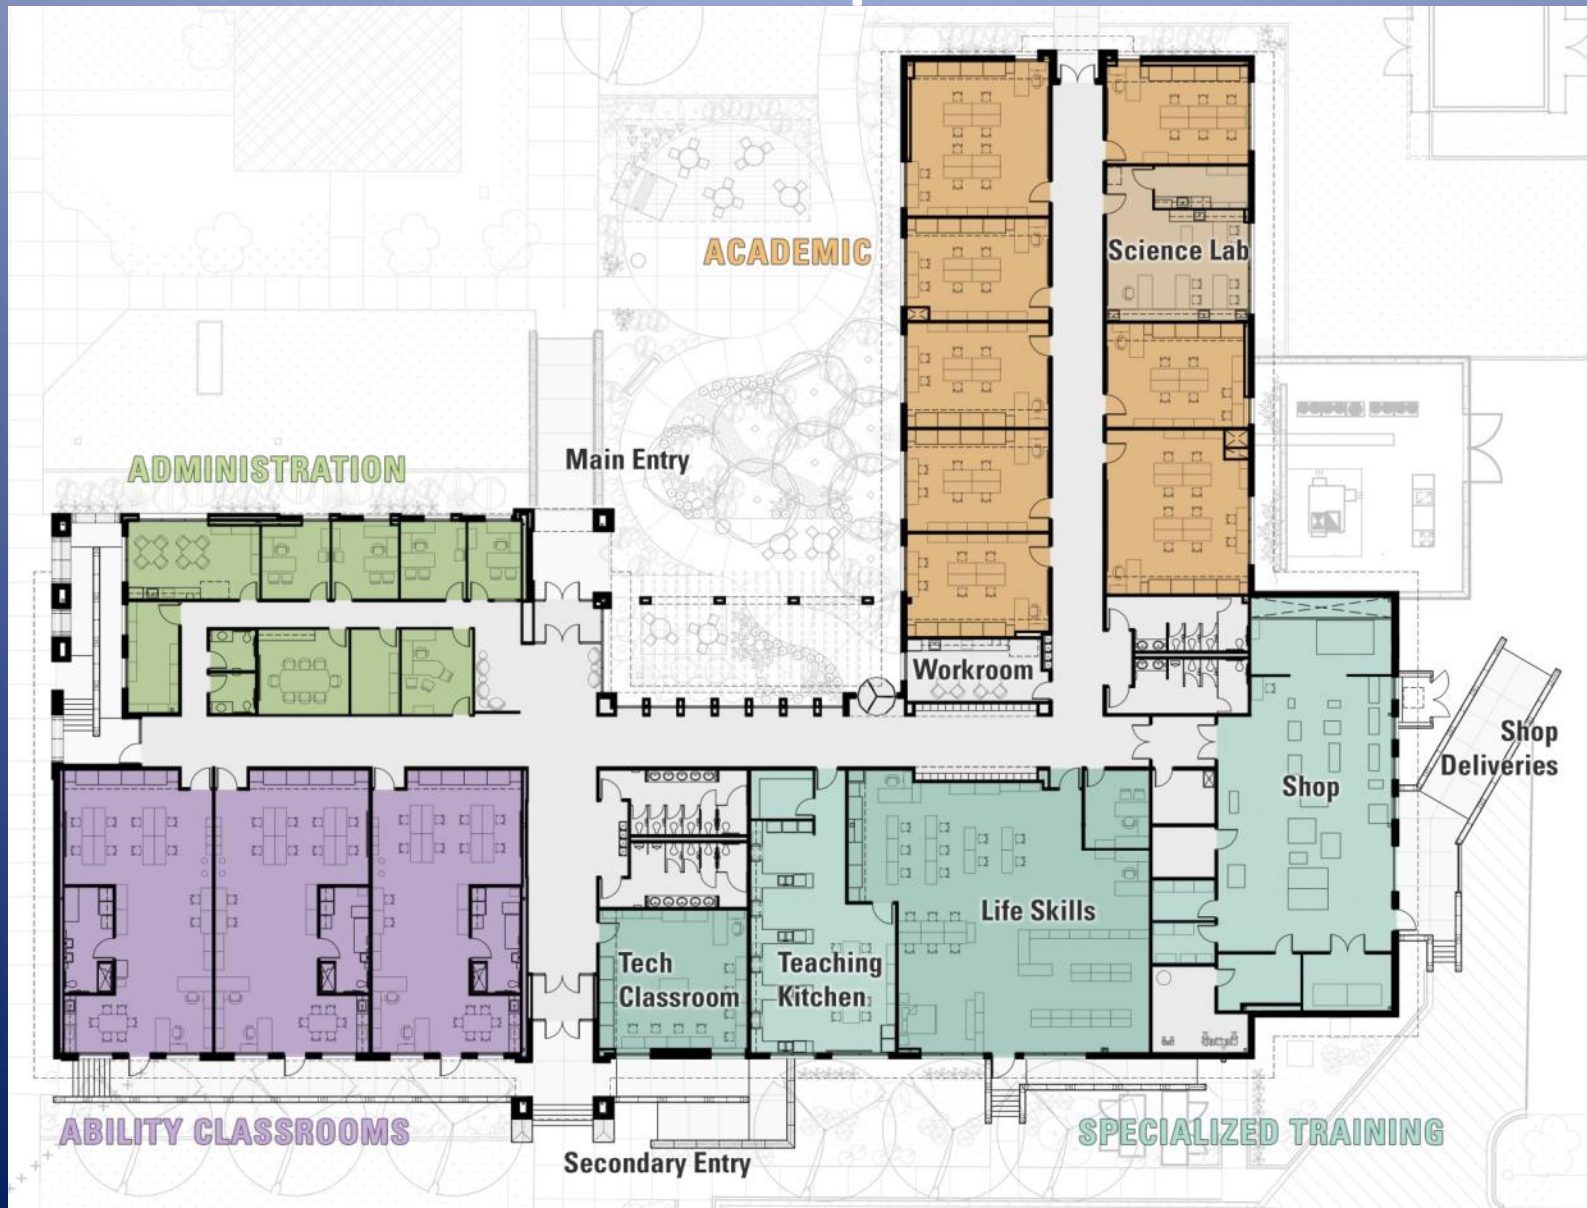 ACADEMIC
Science Lab
Main Entry
ADMINISTRATION
Workroom
Shop
Deliveries
Shop
Life Skills
Tech
Classroom
Teaching
Kitchen
ABILITY CLASSROOMS
SPECIALIZED TRAINING
Secondary Entry